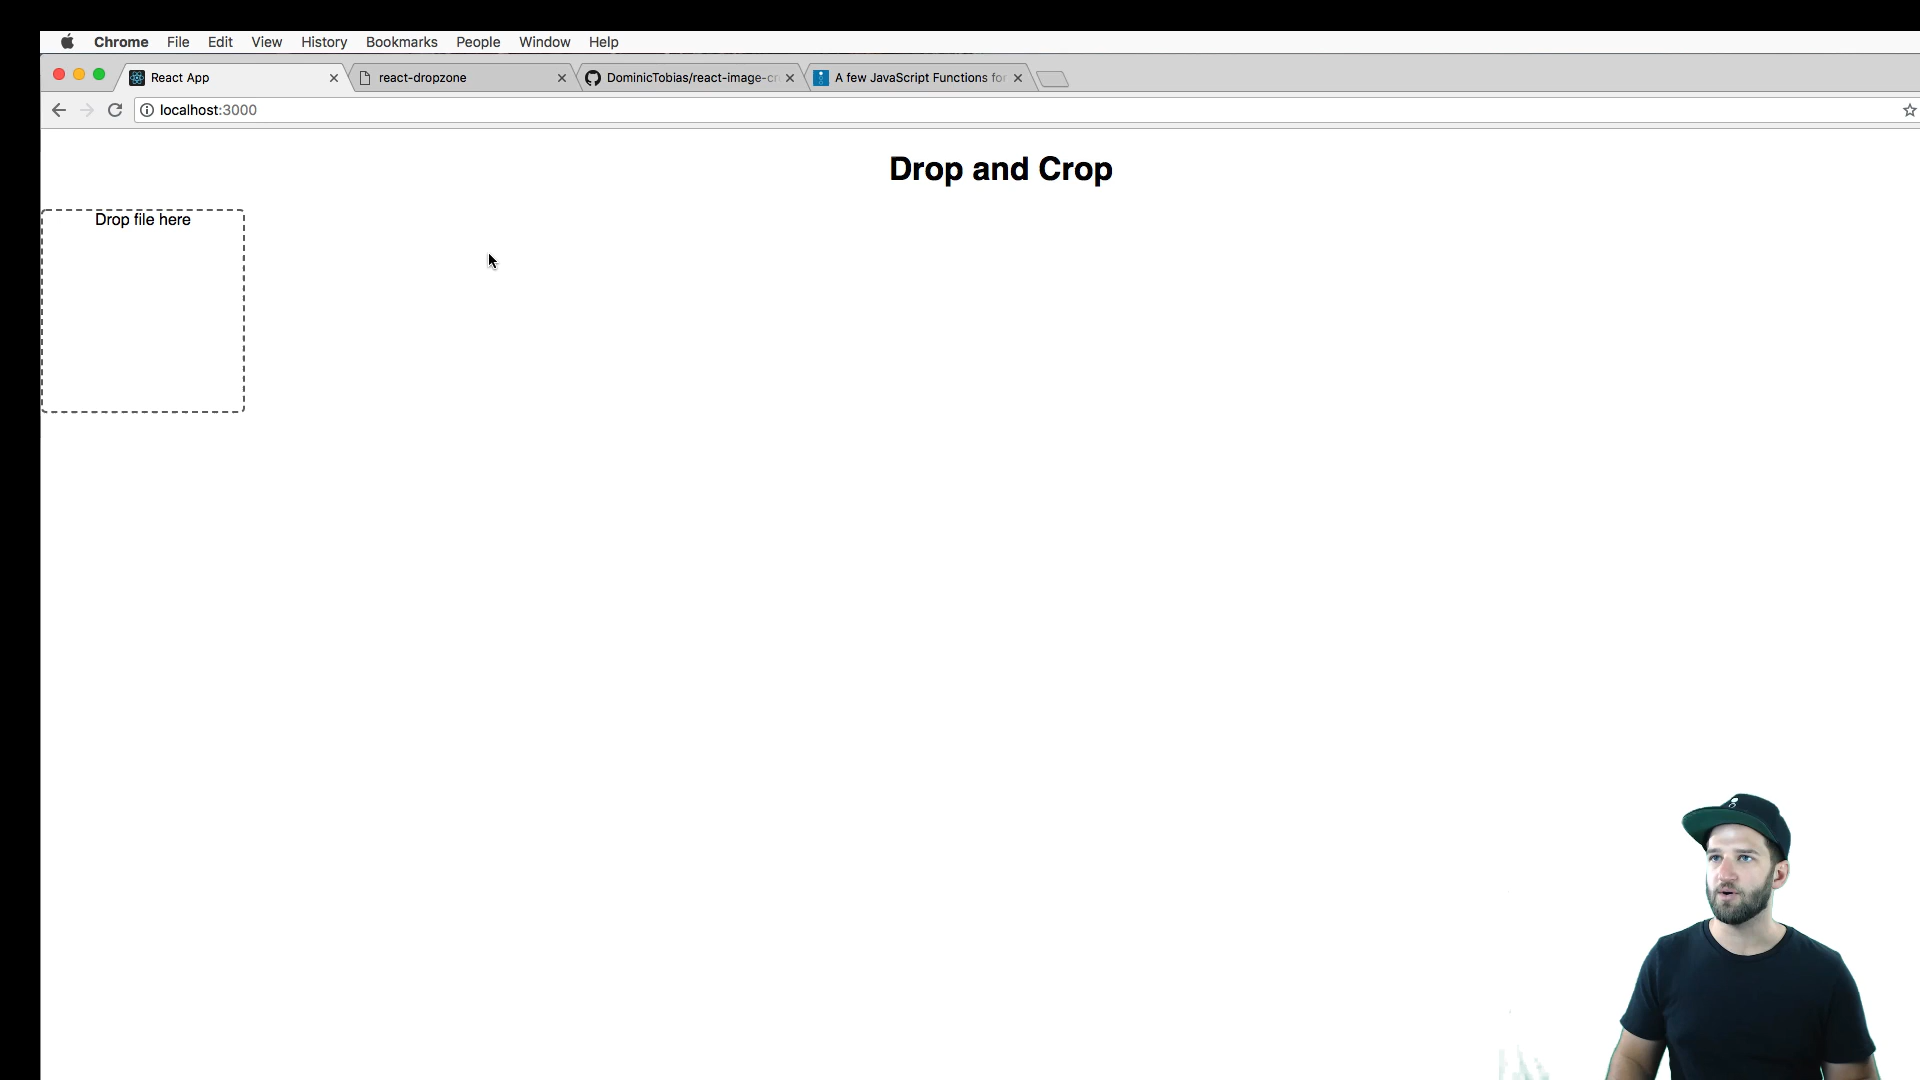 Chrome File Edit View History Bookmarks People Window Help
React App
react-dropzone
DominicTobias/react-image-cr
A few JavaScript Functions for
localhost:3000
Drop and Crop
Drop file here